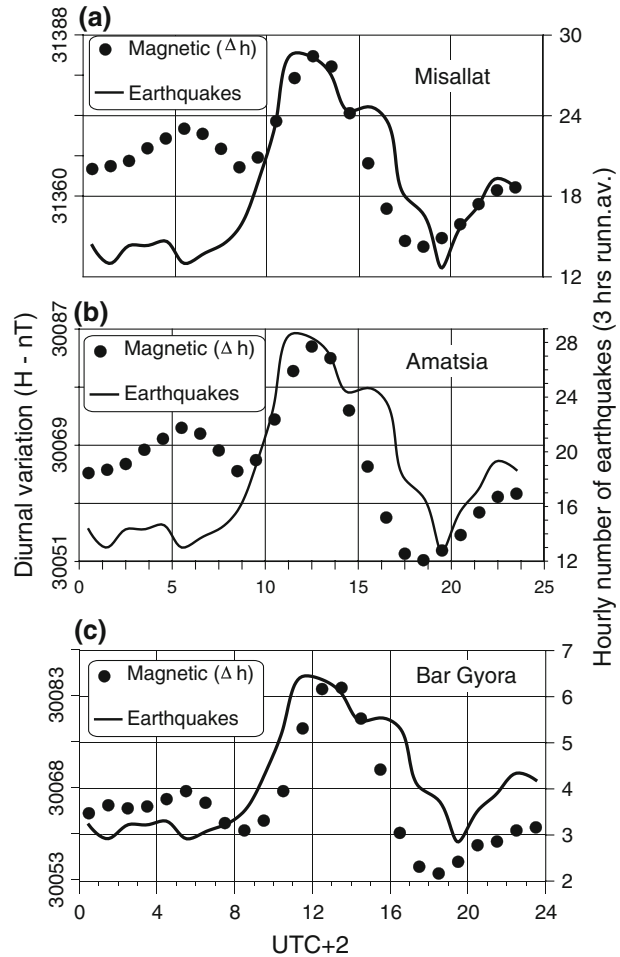 (a)
31388
31360
Magnetic (Δ h)
Earthquakes
Misallat
30
24
18
12
(b)
30087
30069
30051
Magnetic (Δ h)
Earthquakes
Amatsia
28
24
20
16
12
0 5 10 15 20 25
(c)
30083
30068
30053
Magnetic (Δ h)
Earthquakes
Bar Gyora
7
6
5
4
3
2
0 4 8 12 16 20 24
UTC+2
Diurnal variation (H - nT)
Hourly number of earthquakes (3 hrs runn.av.)